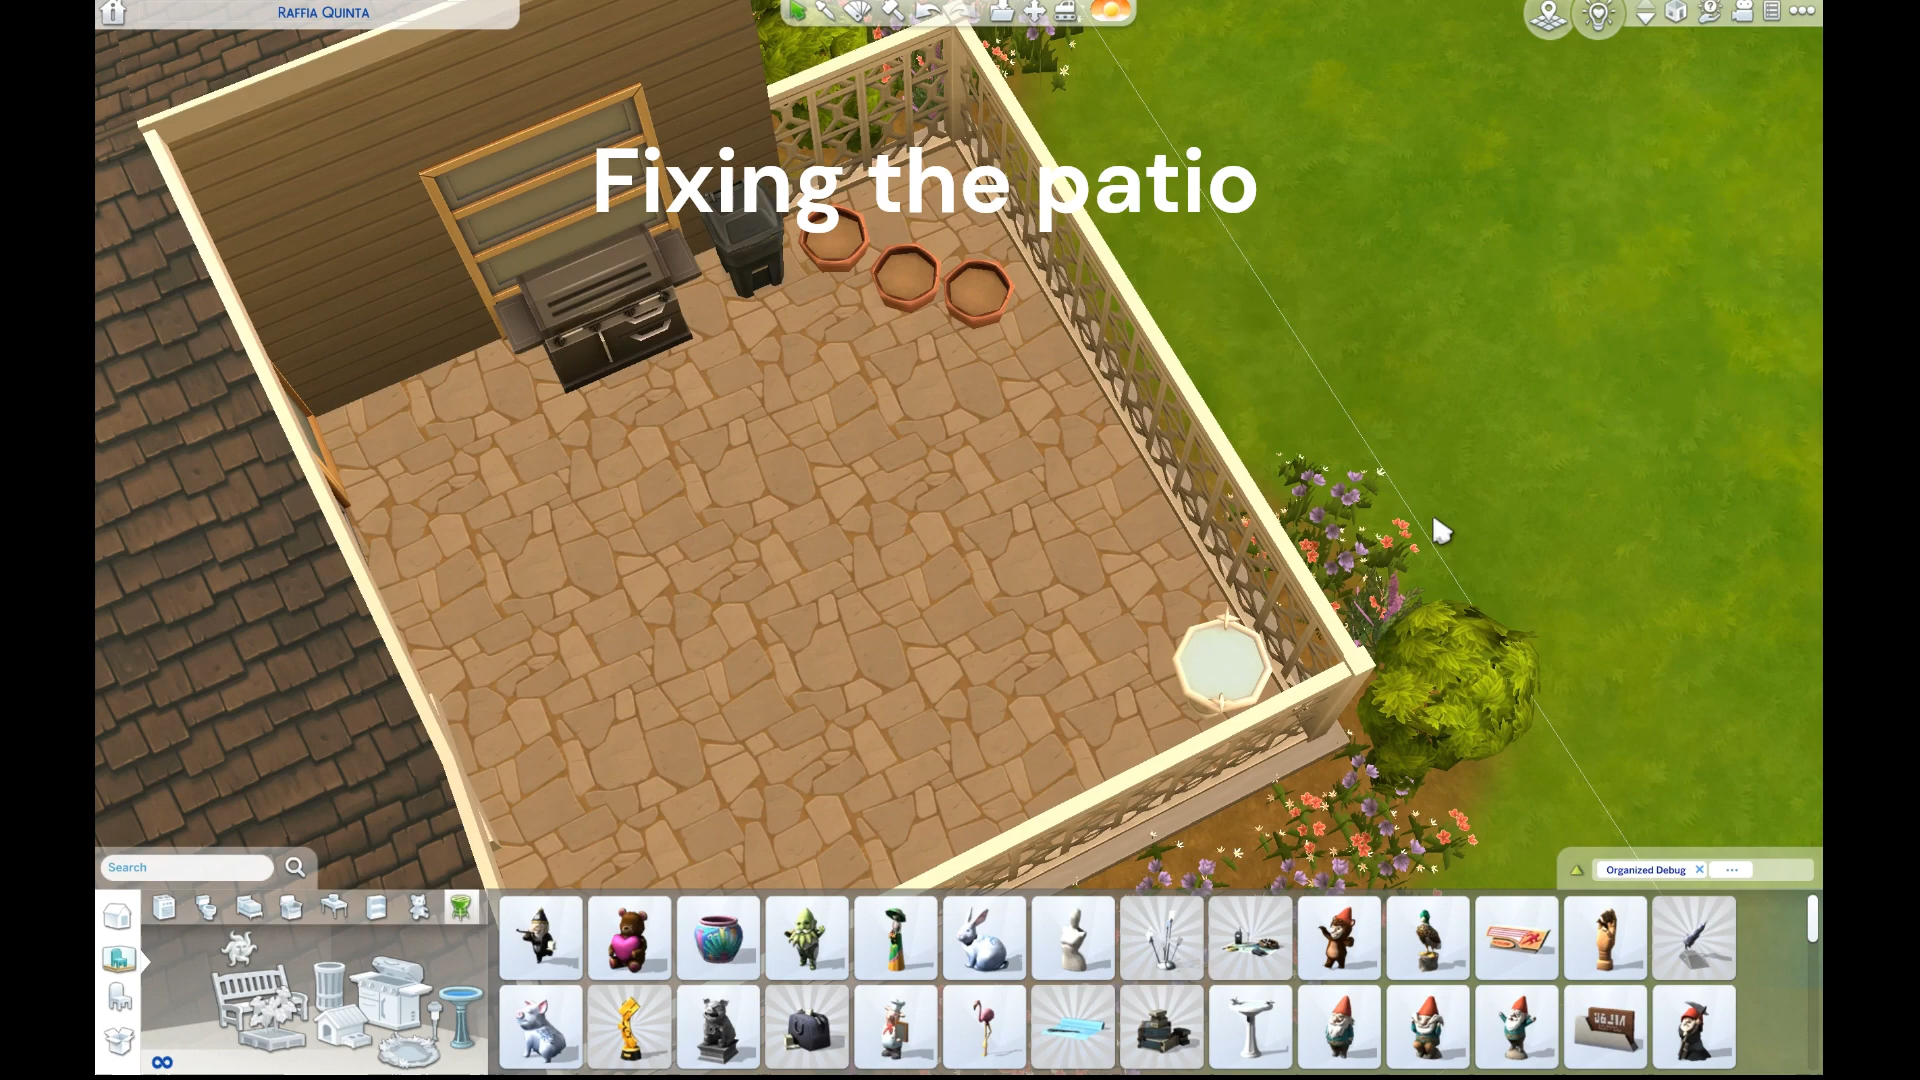 RAFFIA QUINTA
Fixing the patio
Search
Organized Debug